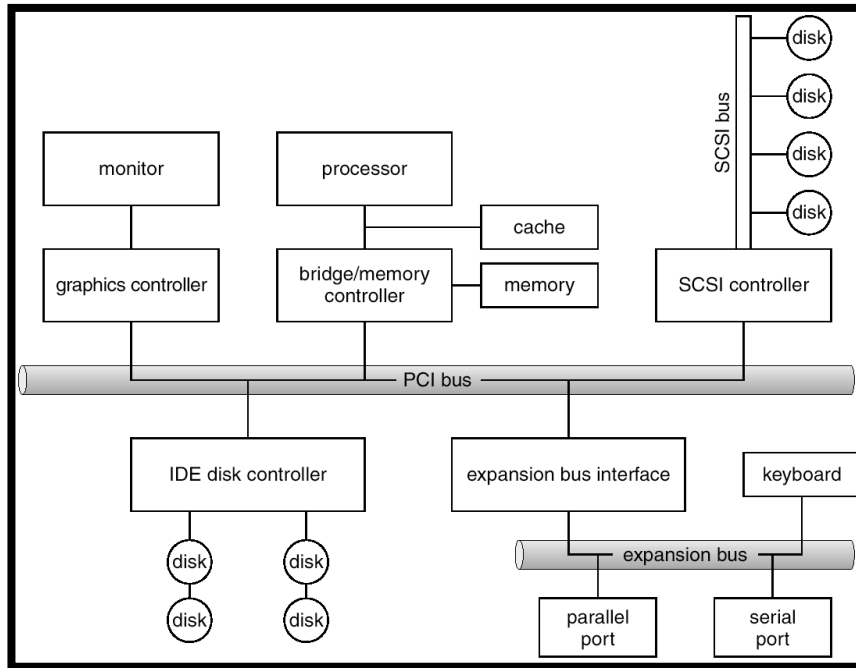 disk
disk
SCSI bus
disk
disk
monitor
processor
cache
graphics controller
bridge/memory
controller
memory
SCSI controller
PCI bus
IDE disk controller
expansion bus interface
keyboard
disk
disk
expansion bus
disk
disk
parallel
port
serial
port